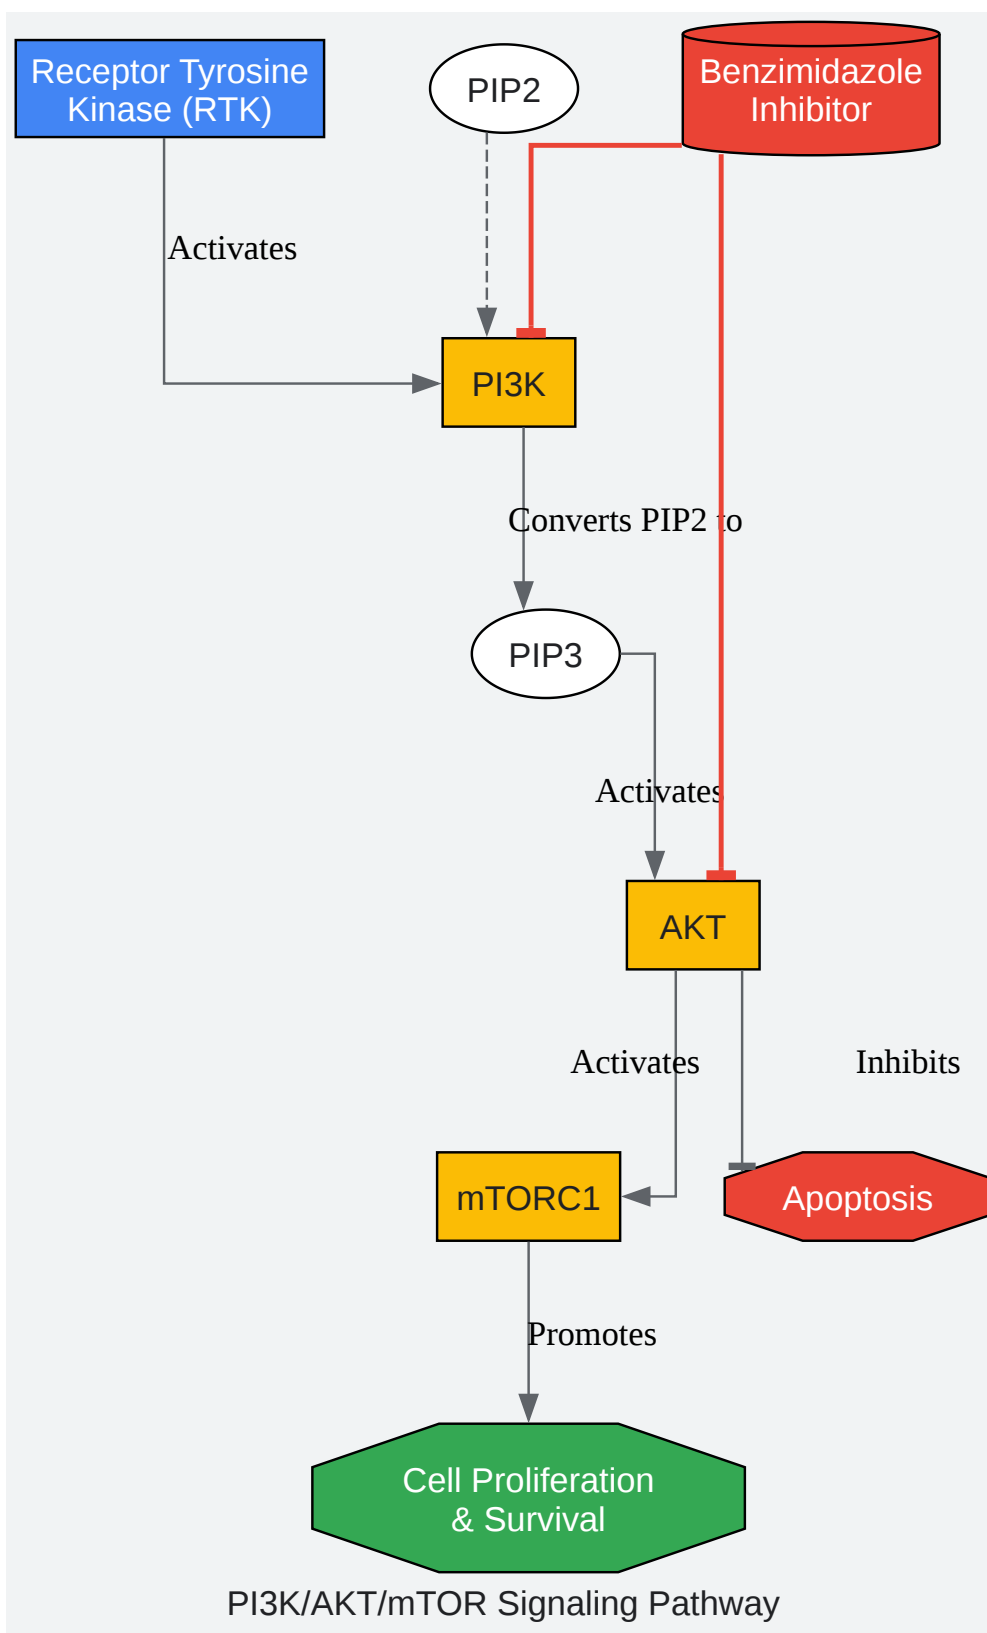 Receptor Tyrosine
Kinase (RTK)
PIP2
Benzimidazole
Inhibitor
Activates
PI3K
Converts PIP2 to
PIP3
Activates
AKT
Activates
Inhibits
mTORC1
Apoptosis
Promotes
Cell Proliferation
& Survival
PI3K/AKT/mTOR Signaling Pathway